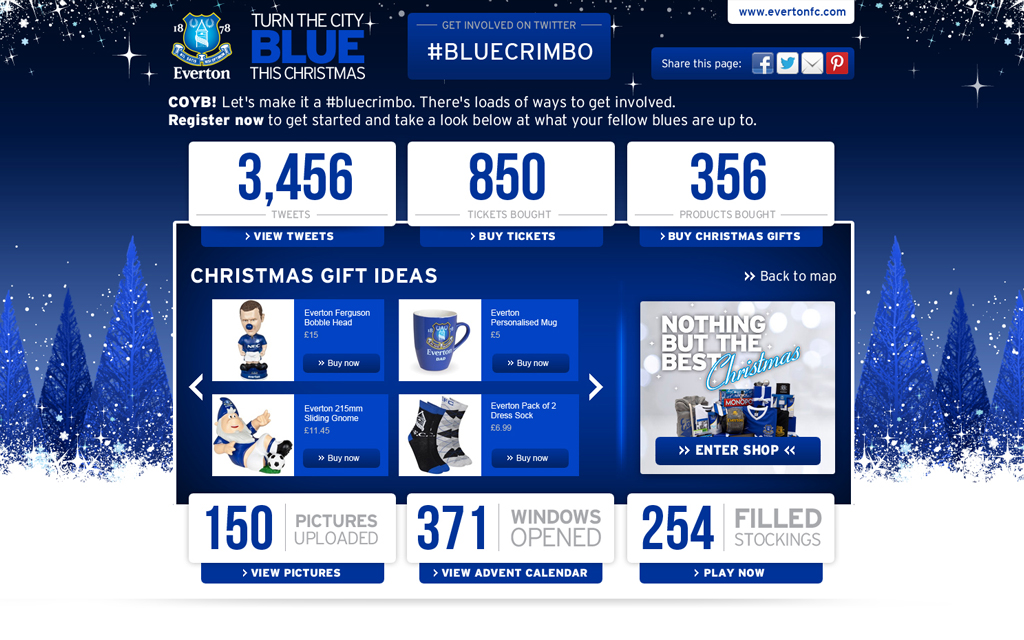 www.evertonfc.com
18 78
Everton
TURN THE CITY
BLUE
THIS CHRISTMAS
GET INVOLVED ON TWITTER
#BLUECRIMBO
Share this page:
COYB! Let's make it a #bluecrimbo. There's loads of ways to get involved.
Register now to get started and take a look below at what your fellow blues are up to.
3,456
TWEETS
> VIEW TWEETS
850
TICKETS BOUGHT
> BUY TICKETS
356
PRODUCTS BOUGHT
> BUY CHRISTMAS GIFTS
CHRISTMAS GIFT IDEAS
>> Back to map
Everton Ferguson
Bobble Head
£15
>> Buy now
NEC
Everton
Personalised Mug
£5
>> Buy now
Everton
DAD
Everton 215mm
Sliding Gnome
£11.45
>> Buy now
Everton Pack of 2
Dress Sock
£6.99
>> Buy now
NOTHING
BUT THE
BEST
Christmas
MONOPO
>> ENTER SHOP <<
150
PICTURES
UPLOADED
> VIEW PICTURES
371
WINDOWS
OPENED
> VIEW ADVENT CALENDAR
254
FILLED
STOCKINGS
> PLAY NOW